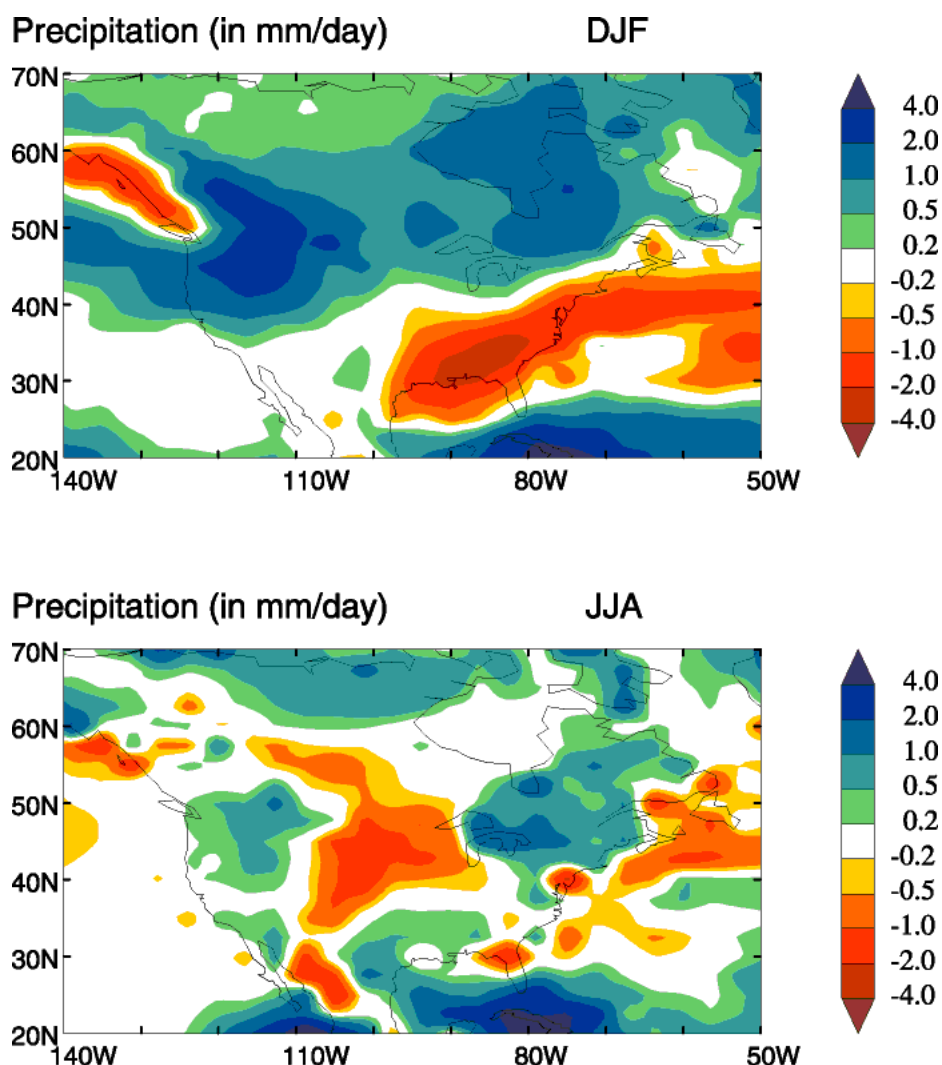 Precipitation (in mm/day) DJF
70N
60N
50N
40N
30N
20N
140W 110W 80W 50W
4.0
2.0
1.0
0.5
0.2
-0.2
-0.5
-1.0
-2.0
-4.0
Precipitation (in mm/day) JJA
70N
60N
50N
40N
30N
20N
140W 110W 80W 50W
4.0
2.0
1.0
0.5
0.2
-0.2
-0.5
-1.0
-2.0
-4.0